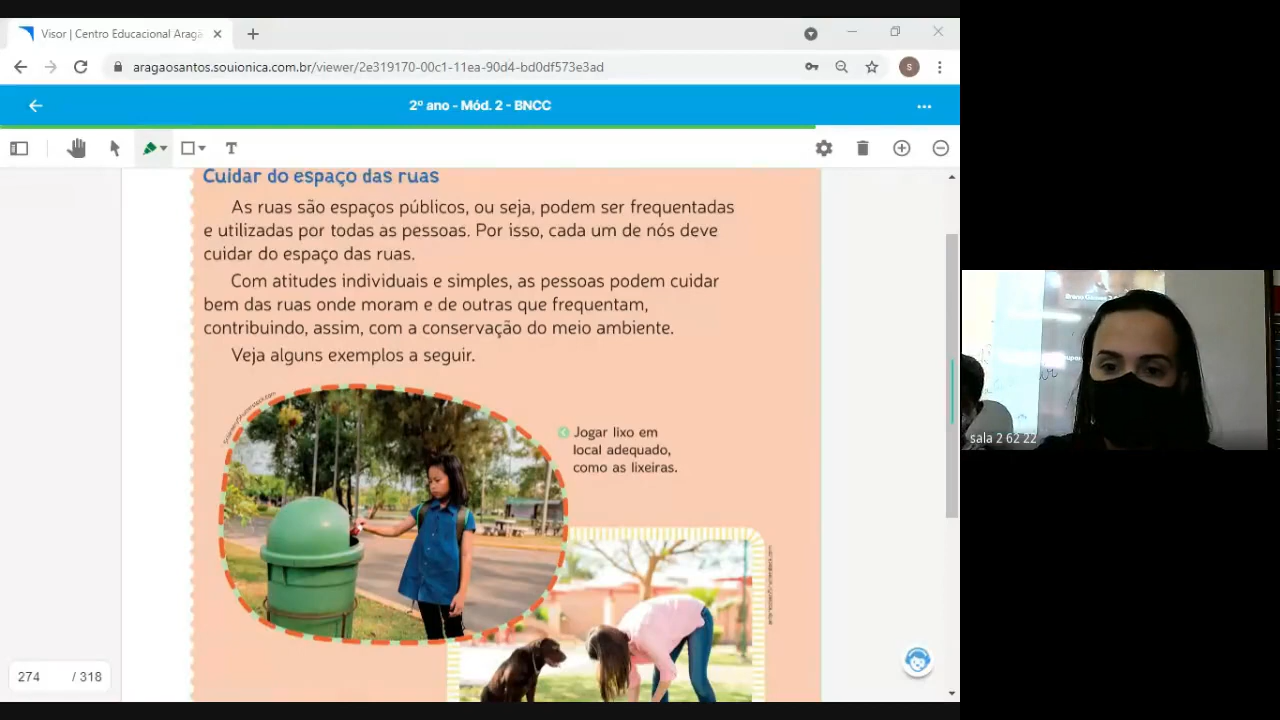 Visor | Centro Educacional Aragã
aragaosantos.souionica.com.br/viewer/2e319170-00c1-11ea-90d4-bd0df573e3ad
s
2º ano - Mód. 2 - BNCC
T
Cuidar do espaço das ruas
As ruas são espaços públicos, ou seja, podem ser frequentadas
e utilizadas por todas as pessoas. Por isso, cada um de nós deve
cuidar do espaço das ruas.
Com atitudes individuais e simples, as pessoas podem cuidar
bem das ruas onde moram e de outras que frequentam,
contribuindo, assim, com a conservação do meio ambiente.
Veja alguns exemplos a seguir.
Jogar lixo em
local adequado,
como as lixeiras.
sala 2 62 22
274 / 318